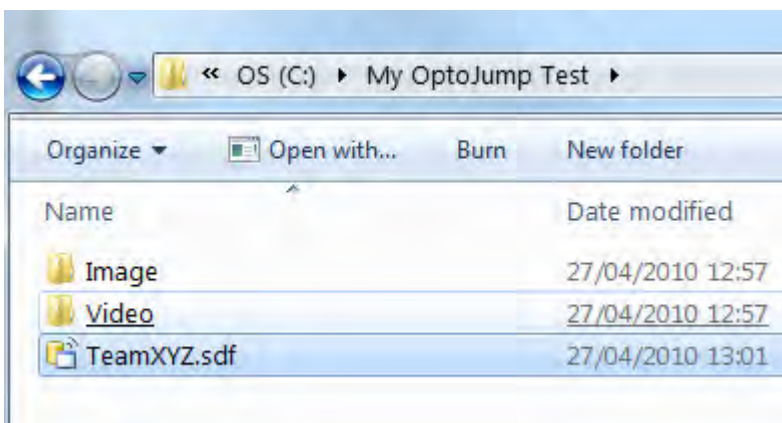 « OS (C:) ▸ My OptoJump Test ▸
Organize ▾ Open with... Burn New folder
Name Date modified
Image 27/04/2010 12:57
Video 27/04/2010 12:57
TeamXYZ.sdf 27/04/2010 13:01